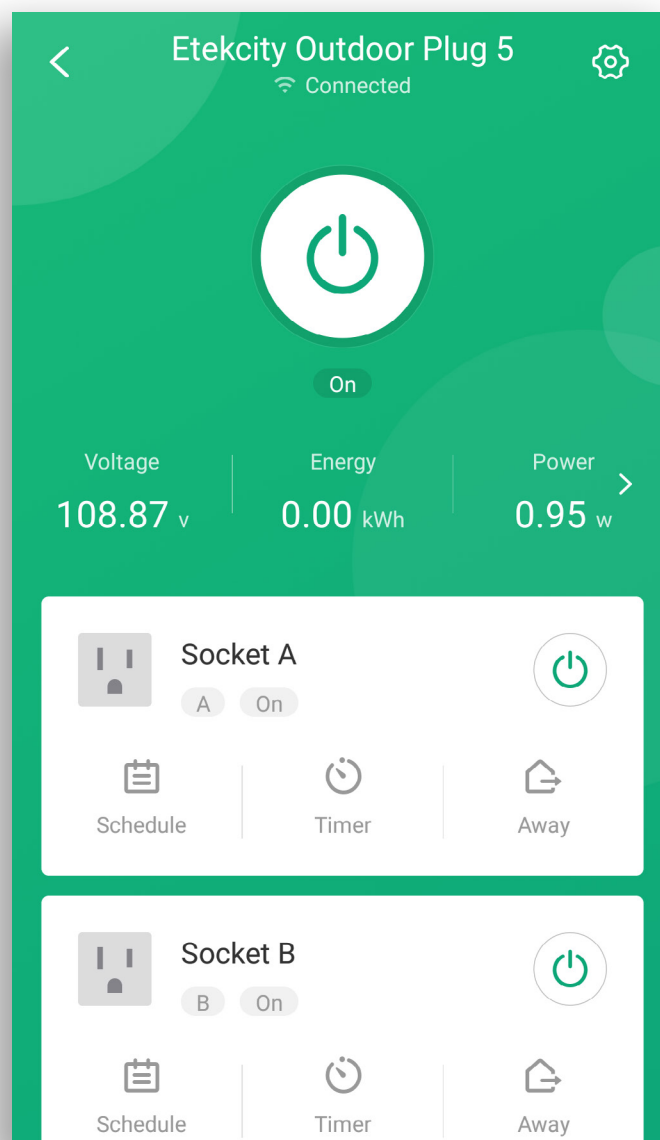 Etekcity Outdoor Plug 5
Connected
On
Voltage Energy Power
108.87 v 0.00 kWh 0.95 w
Socket A
A On
Schedule Timer Away
Socket B
B On
Schedule Timer Away